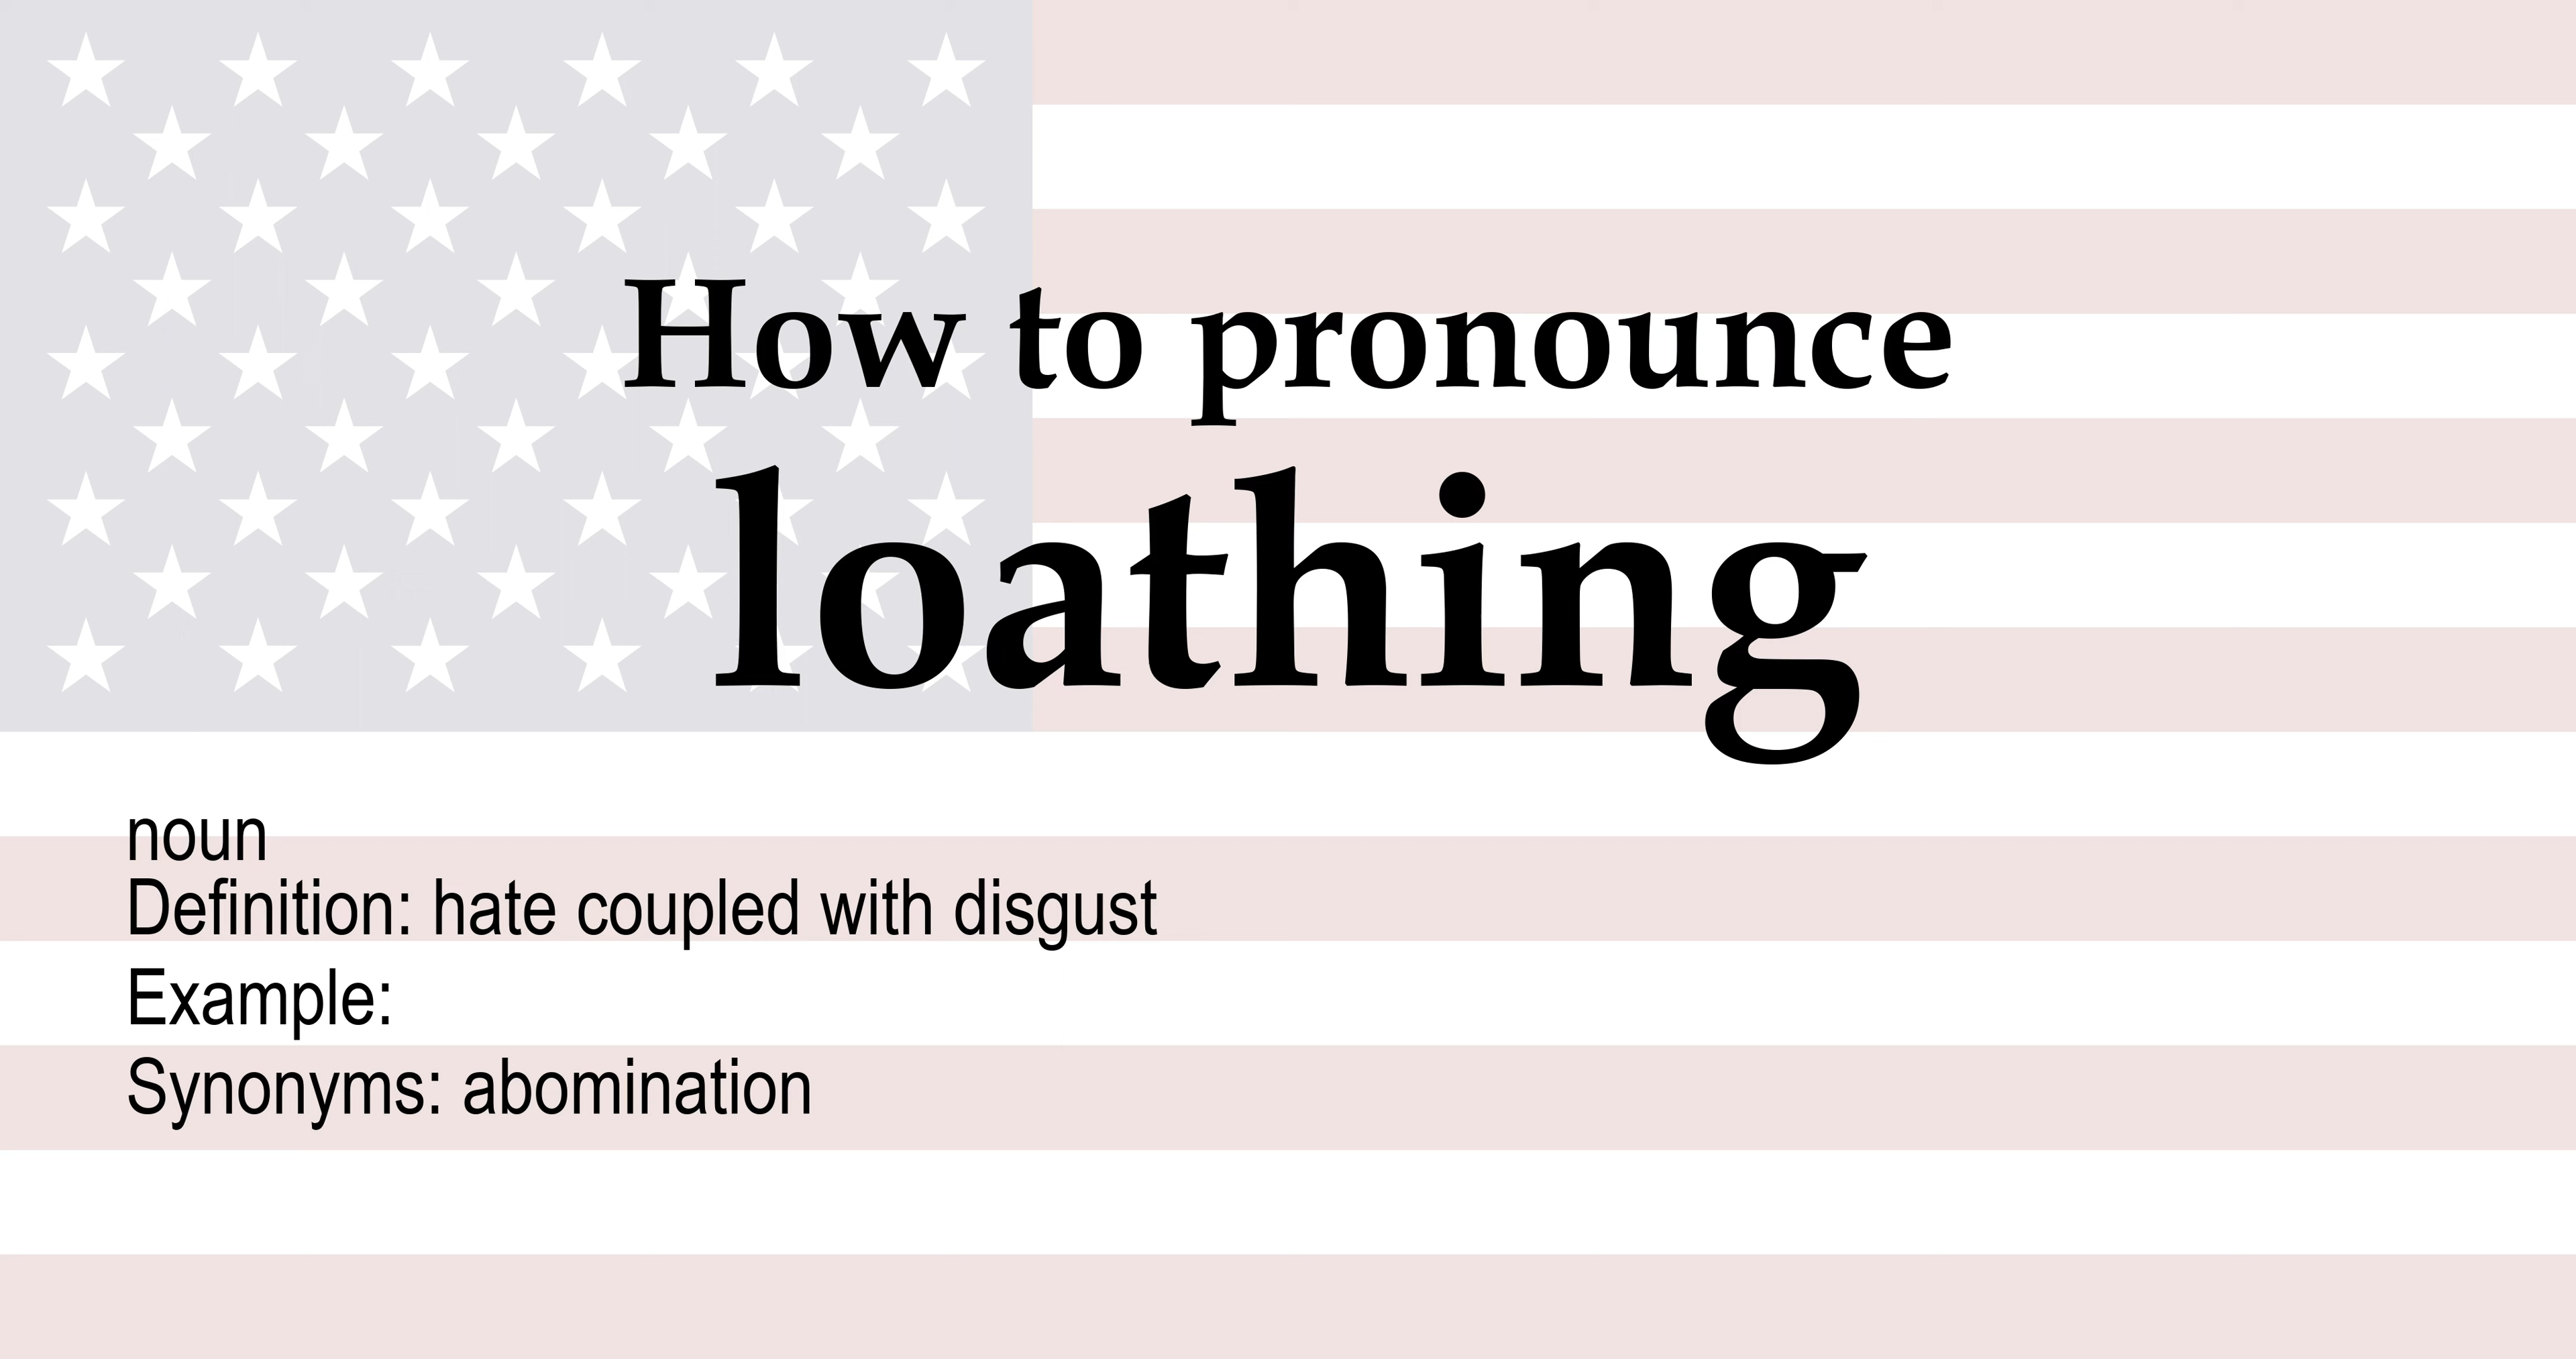 How to pronounce
loathing
noun
Definition: hate coupled with disgust
Example:
Synonyms: abomination